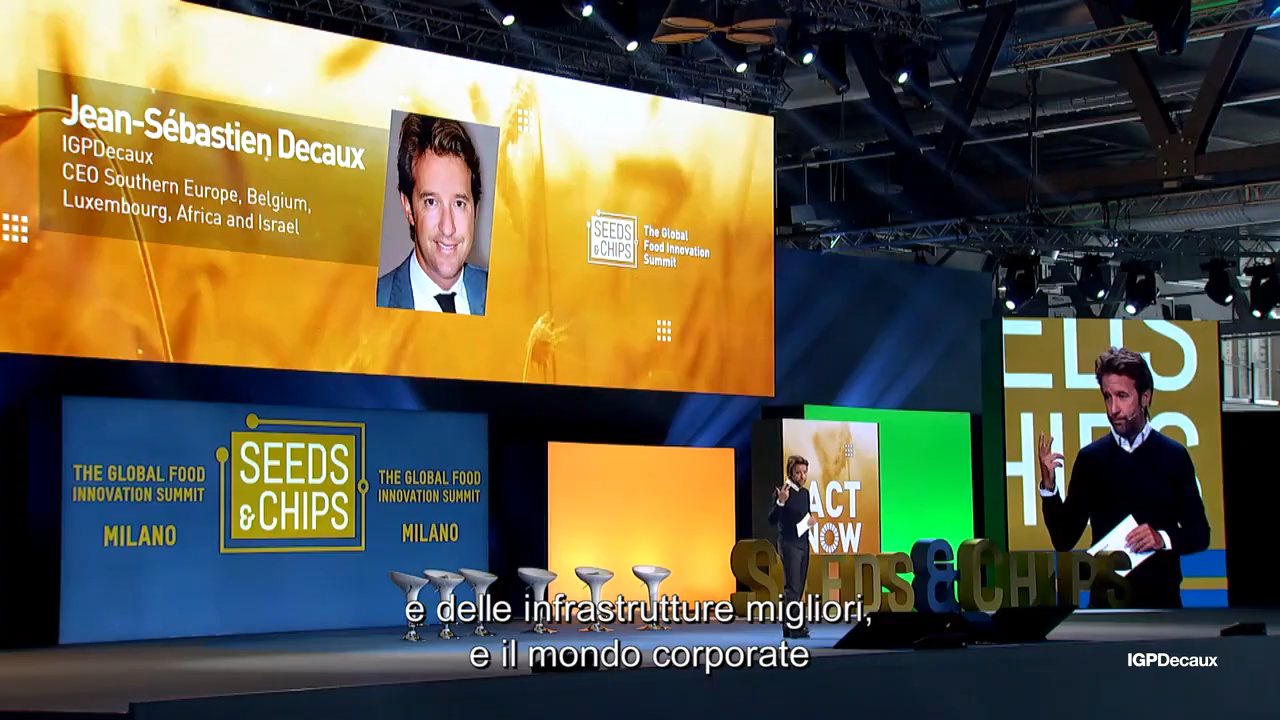 Jean-Sébastien Decaux
IGPDecaux
CEO Southern Europe, Belgium,
Luxembourg, Africa and Israel
SEEDS
&CHIPS
The Global
Food Innovation
Summit
THE GLOBAL FOOD
INNOVATION SUMMIT
MILANO
SEEDS
&CHIPS
THE GLOBAL FOOD
INNOVATION SUMMIT
MILANO
ACT
NOW
SEEDS&CHIPS
e delle infrastrutture migliori,
e il mondo corporate
IGPDecaux